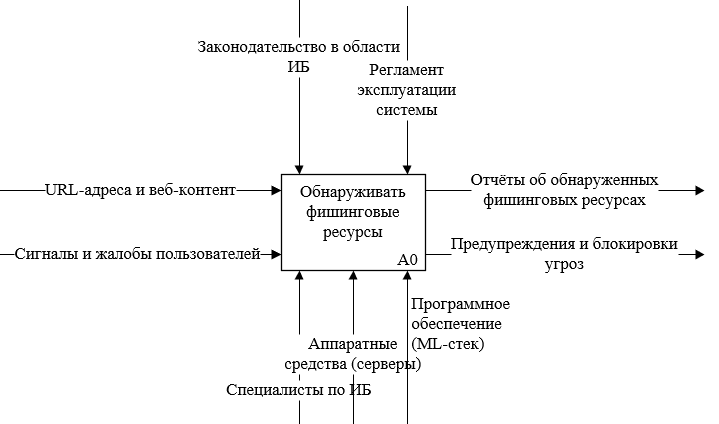 Законодательство в области
ИБ
Регламент
эксплуатации
системы
URL-адреса и веб-контент
Обнаруживать
фишинговые
ресурсы
Отчёты об обнаруженных
фишинговых ресурсах
Сигналы и жалобы пользователей
A0
Предупреждения и блокировки
угроз
Программное
обеспечение
(ML-стек)
Аппаратные
средства (серверы)
Специалисты по ИБ